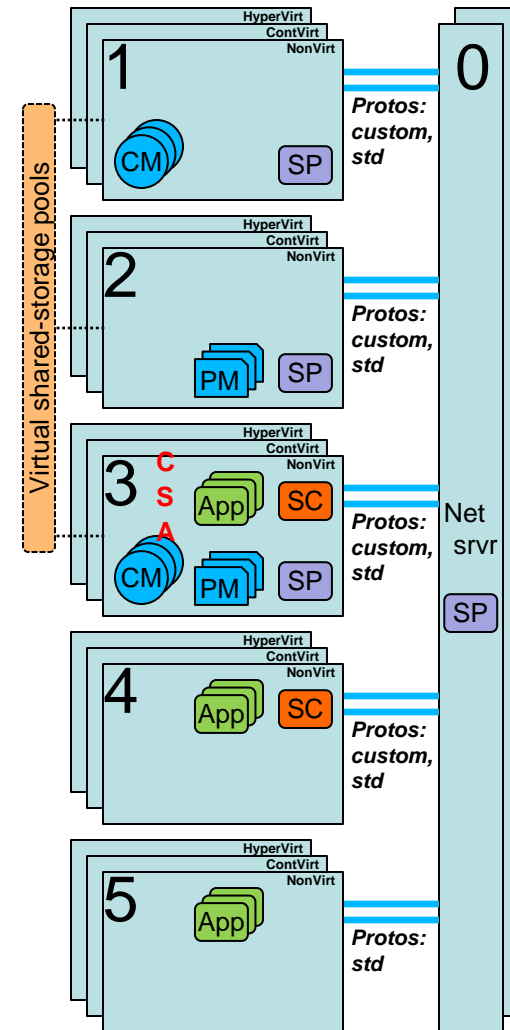 HyperVirt
ContVirt
NonVirt
1
0
Protos:
custom,
std
CM
SP
Virtual shared-storage pools
HyperVirt
ContVirt
NonVirt
2
Protos:
custom,
std
PM
SP
HyperVirt
ContVirt
NonVirt
3
C
S
A
App
SC
Protos:
custom,
std
CM
PM
SP
Net
srvr
SP
HyperVirt
ContVirt
NonVirt
4
App
SC
Protos:
custom,
std
HyperVirt
ContVirt
NonVirt
5
App
Protos:
std